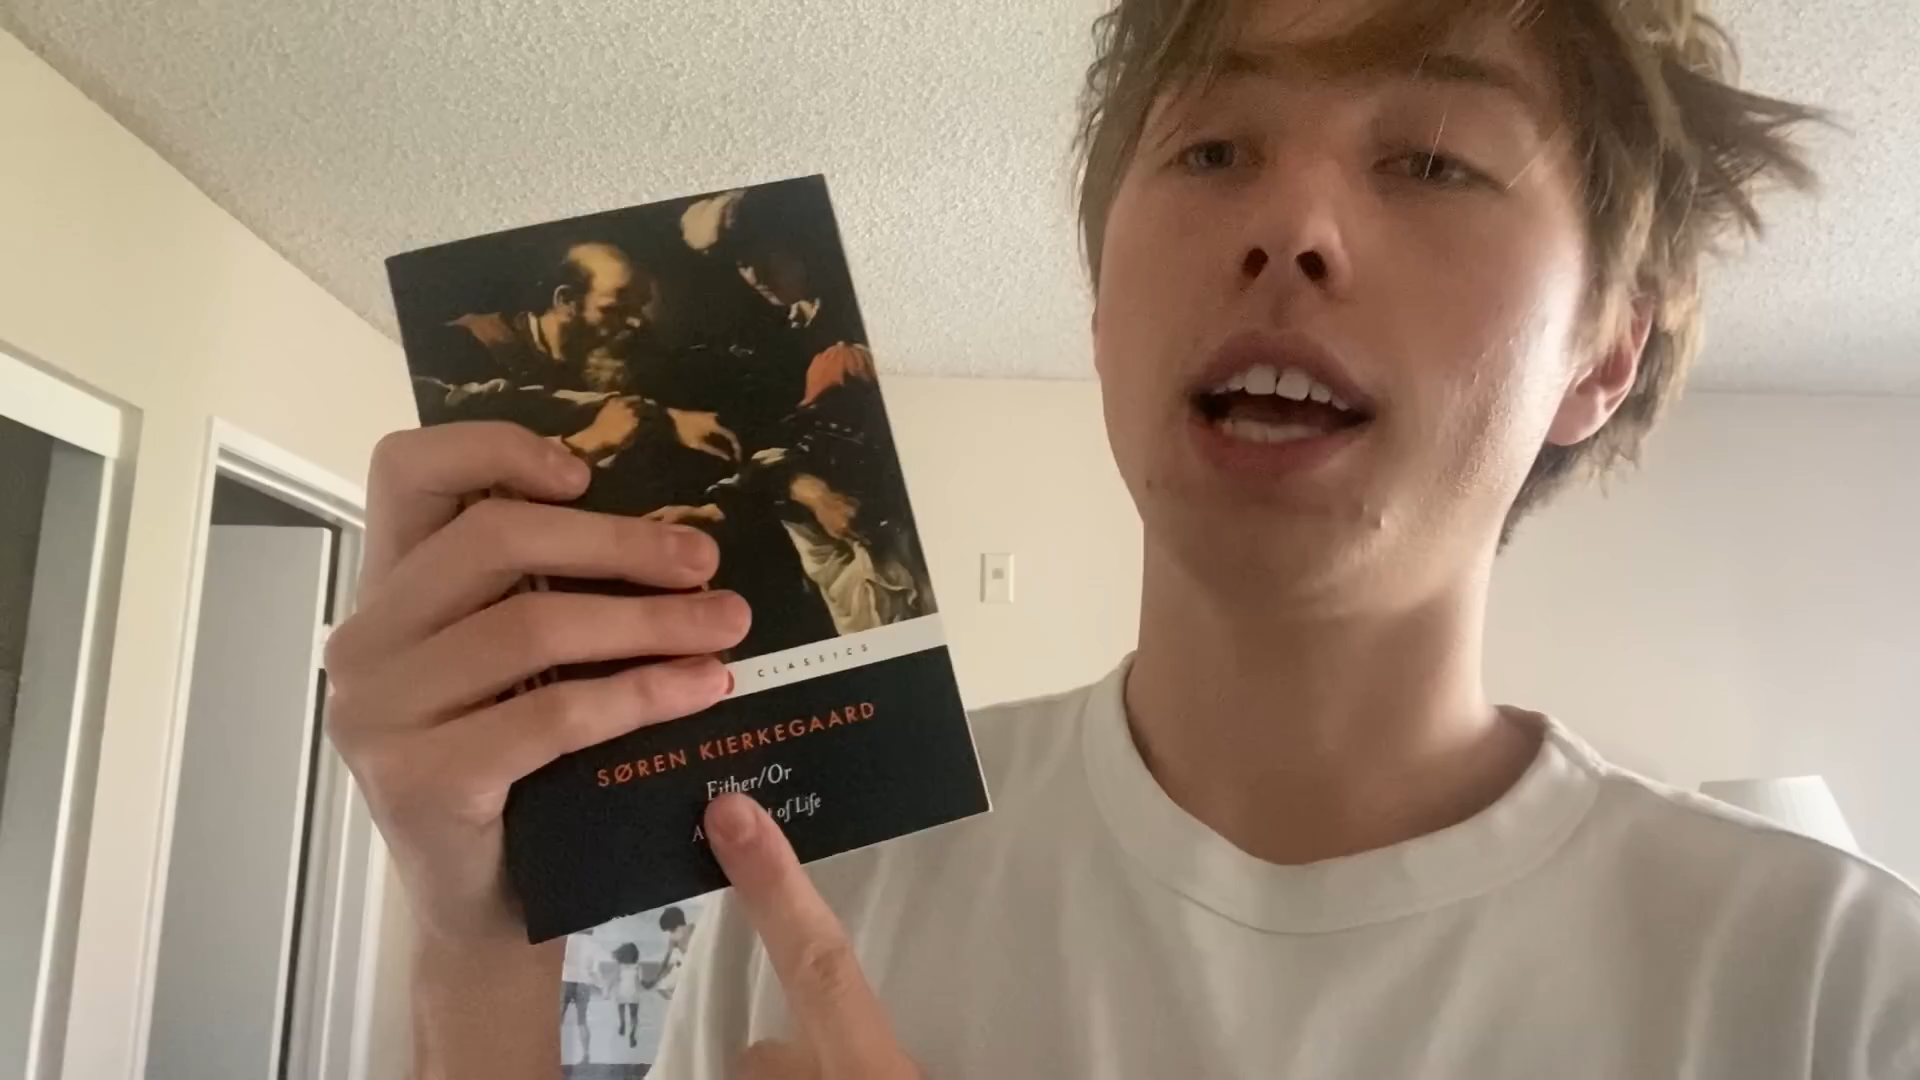 CLASSICS
SØREN KIERKEGAARD
Either/Or
A of Life